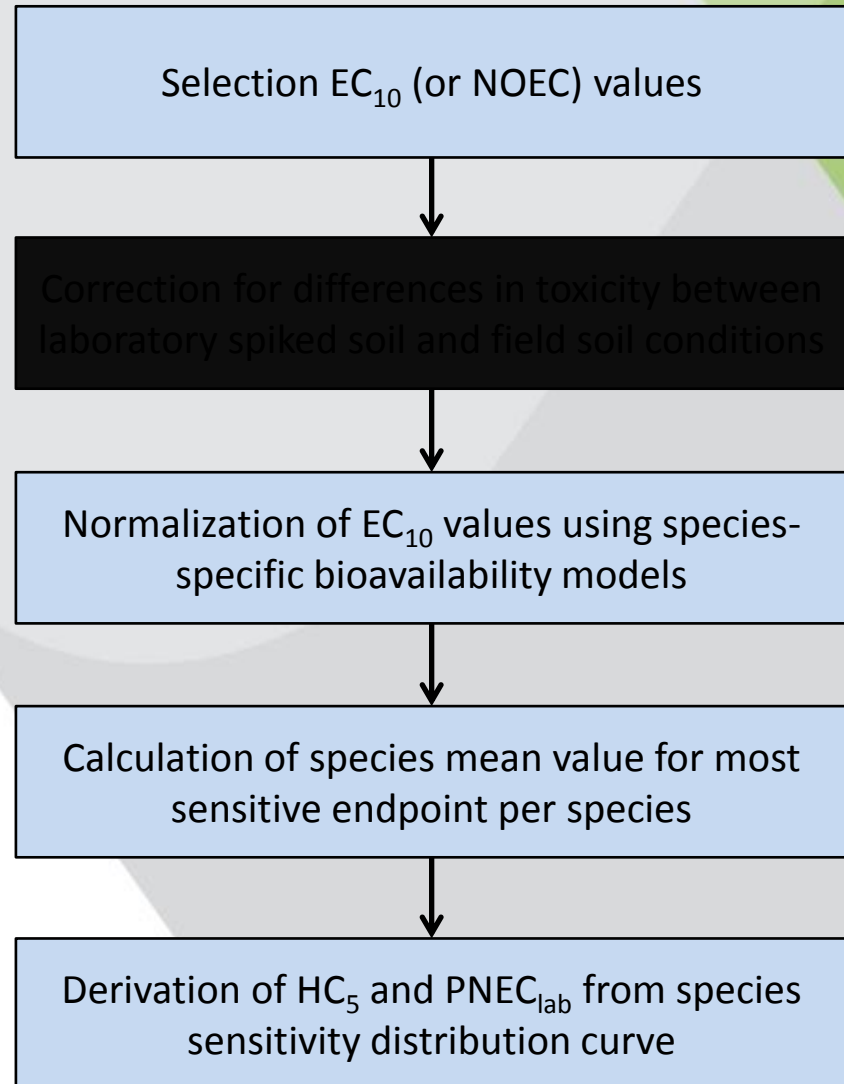 Selection EC₁₀ (or NOEC) values
Correction for differences in toxicity between
laboratory spiked soil and field soil conditions
Normalization of EC₁₀ values using species-
specific bioavailability models
Calculation of species mean value for most
sensitive endpoint per species
Derivation of HC₅ and PNECₗₐb from species
sensitivity distribution curve